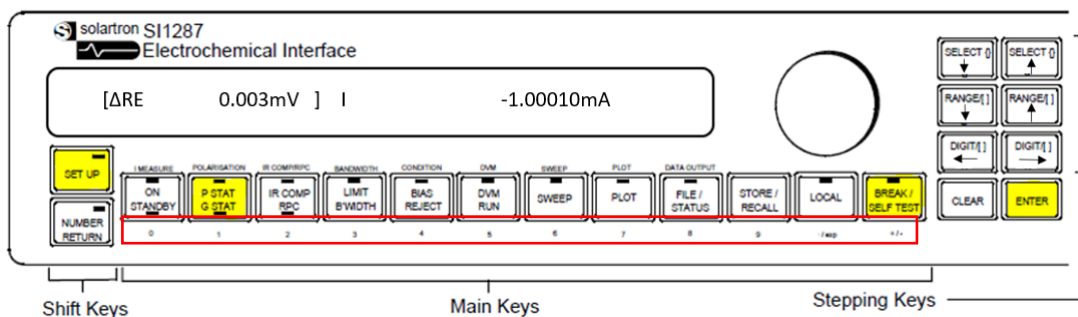 solartron SI1287
Electrochemical Interface
[ΔRE 0.003mV ] I -1.00010mA
SELECT {} SELECT {}
RANGE/[ ] RANGE/[ ]
DIGIT/[ ] DIGIT/[ ]
CLEAR ENTER
SET UP
NUMBER
RETURN
I MEASURE POLARISATION IR COMP/RPC BANDWIDTH CONDITION DVM SWEEP PLOT DATA OUTPUT
ON P STAT IR COMP LIMIT BIAS DVM SWEEP PLOT FILE / STORE / LOCAL BREAK /
STANDBY G STAT RPC B'WIDTH REJECT RUN STATUS RECALL SELF TEST
0 1 2 3 4 5 6 7 8 9 ·/exp +/-
Shift Keys
Main Keys
Stepping Keys